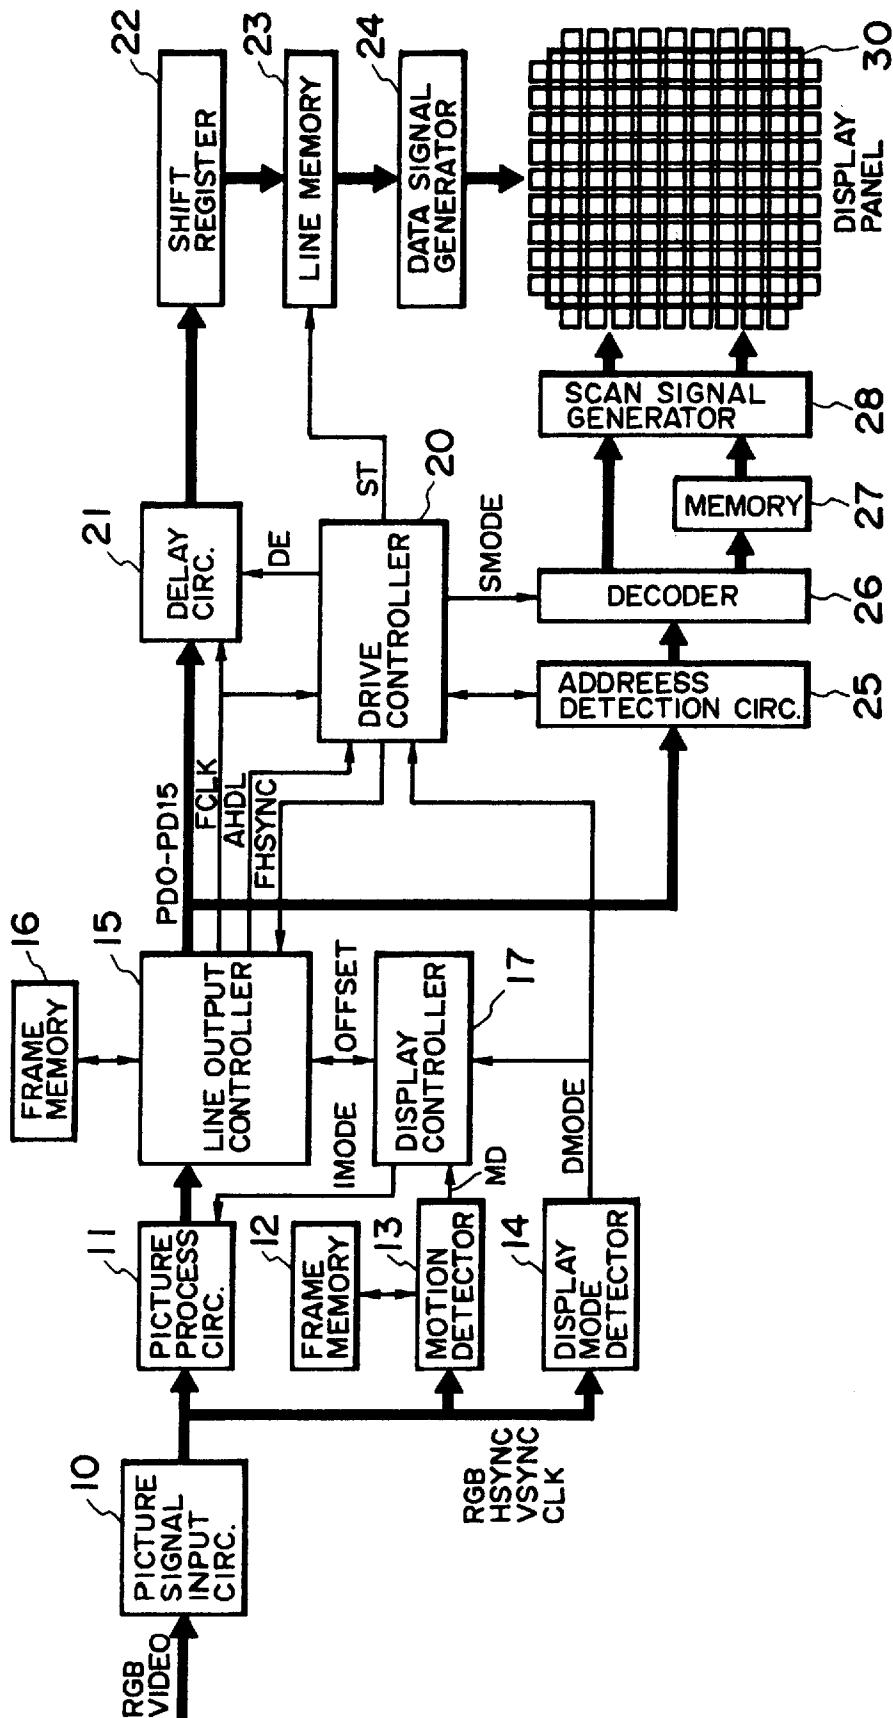 RGB
VIDEO
10
PICTURE
SIGNAL
INPUT
CIRC.
RGB
HSYNC
VSYNC
CLK
11
PICTURE
PROCESS
CIRC.
12
FRAME
MEMORY
13
MOTION
DETECTOR
14
DISPLAY
MODE
DETECTOR
MD
DMODE
IMODE
16
FRAME
MEMORY
15
LINE OUTPUT
CONTROLLER
OFFSET
DISPLAY
CONTROLLER
17
PD0-PD15
FCLK
AHDL
FHSYNC
21
DELAY
CIRC.
DE
DRIVE
CONTROLLER
20
ST
SMODE
ADDREESS
DETECTION CIRC.
25
DECODER
26
MEMORY
27
SCAN SIGNAL
GENERATOR
28
22
SHIFT
REGISTER
23
LINE MEMORY
24
DATA SIGNAL
GENERATOR
DISPLAY
PANEL
30